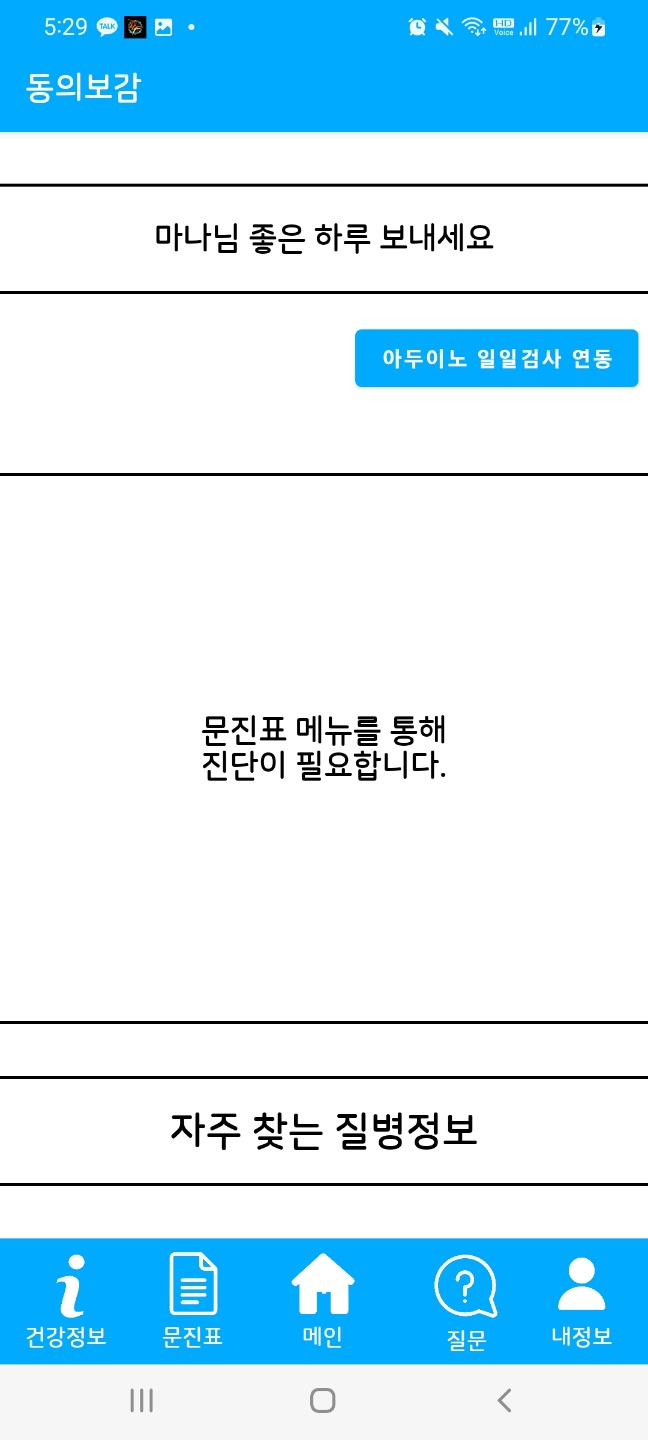 5:29 TALK HD Voice 77%
동의보감
마나님 좋은 하루 보내세요
아두이노 일일검사 연동
문진표 메뉴를 통해
진단이 필요합니다.
자주 찾는 질병정보
건강정보 문진표 메인 질문 내정보